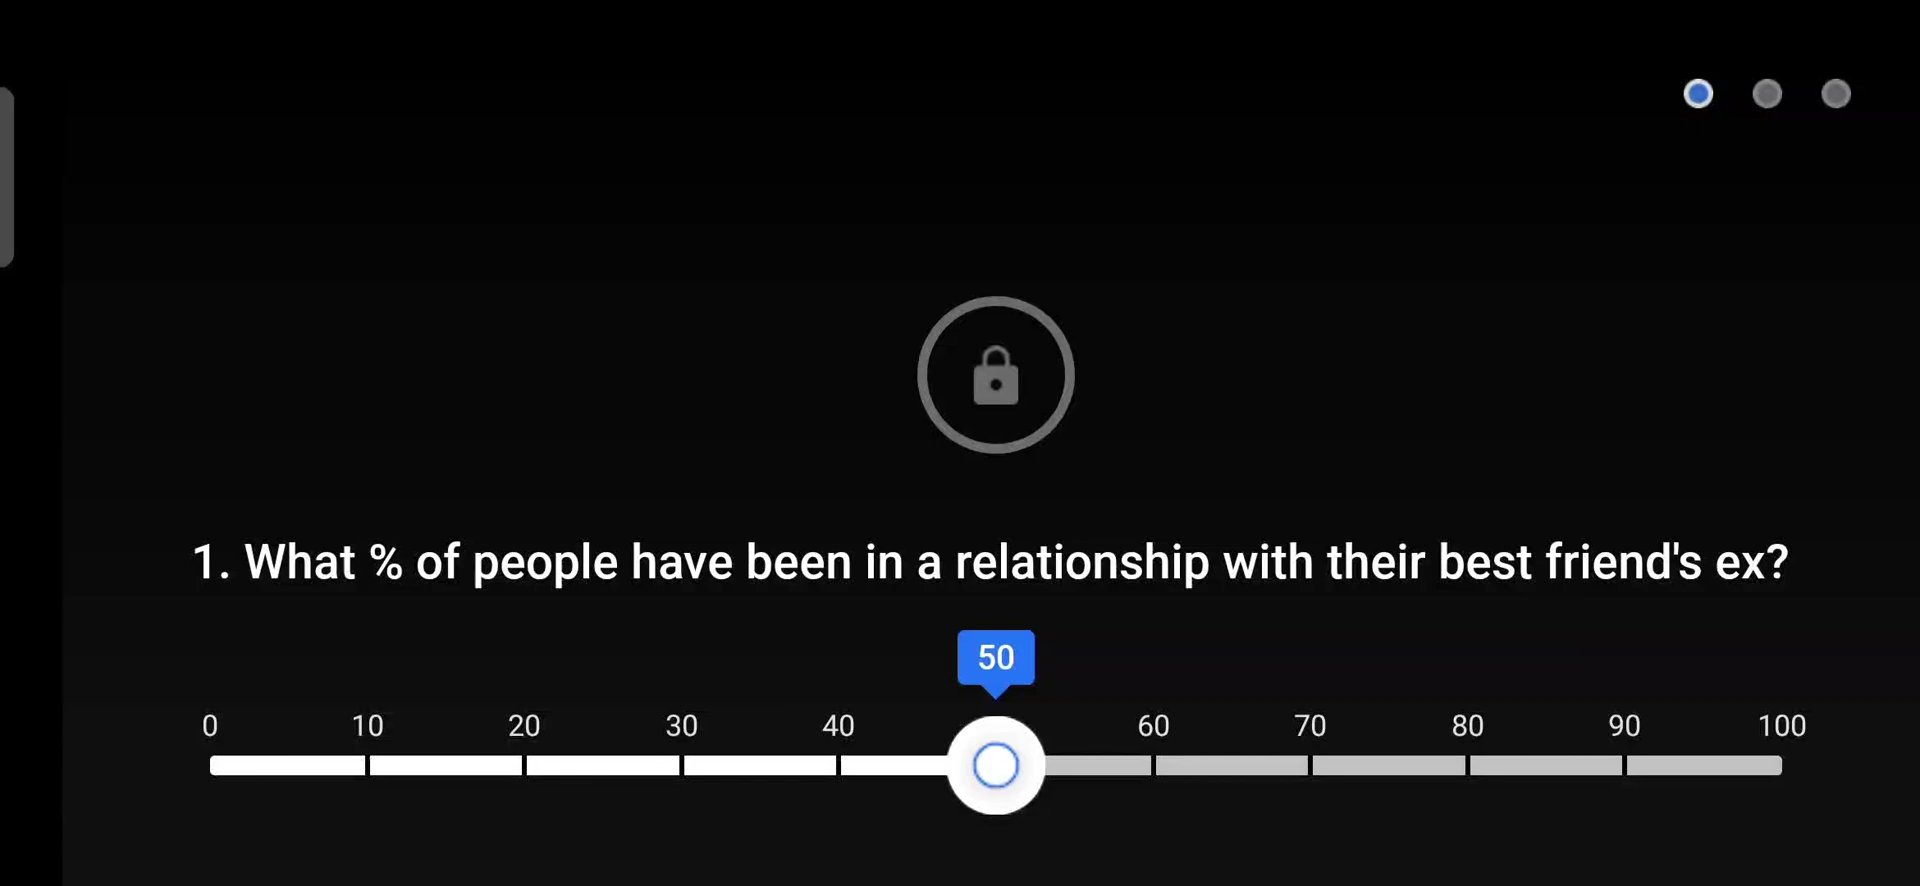 1. What % of people have been in a relationship with their best friend's ex?
50
0 10 20 30 40 60 70 80 90 100